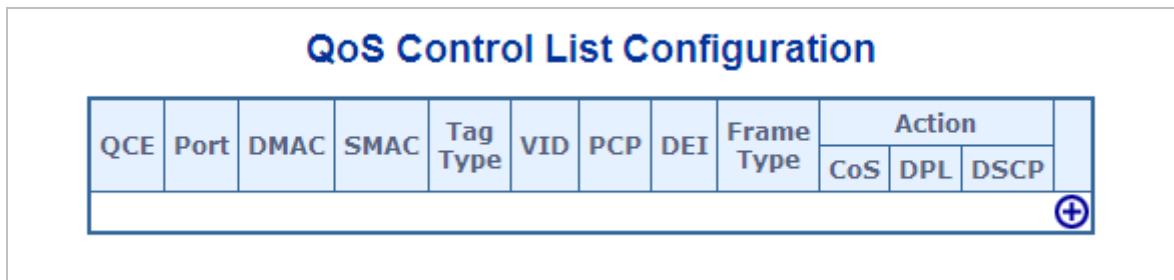 QoS Control List Configuration
QCE Port DMAC SMAC Tag Type VID PCP DEI Frame Type Action
CoS DPL DSCP